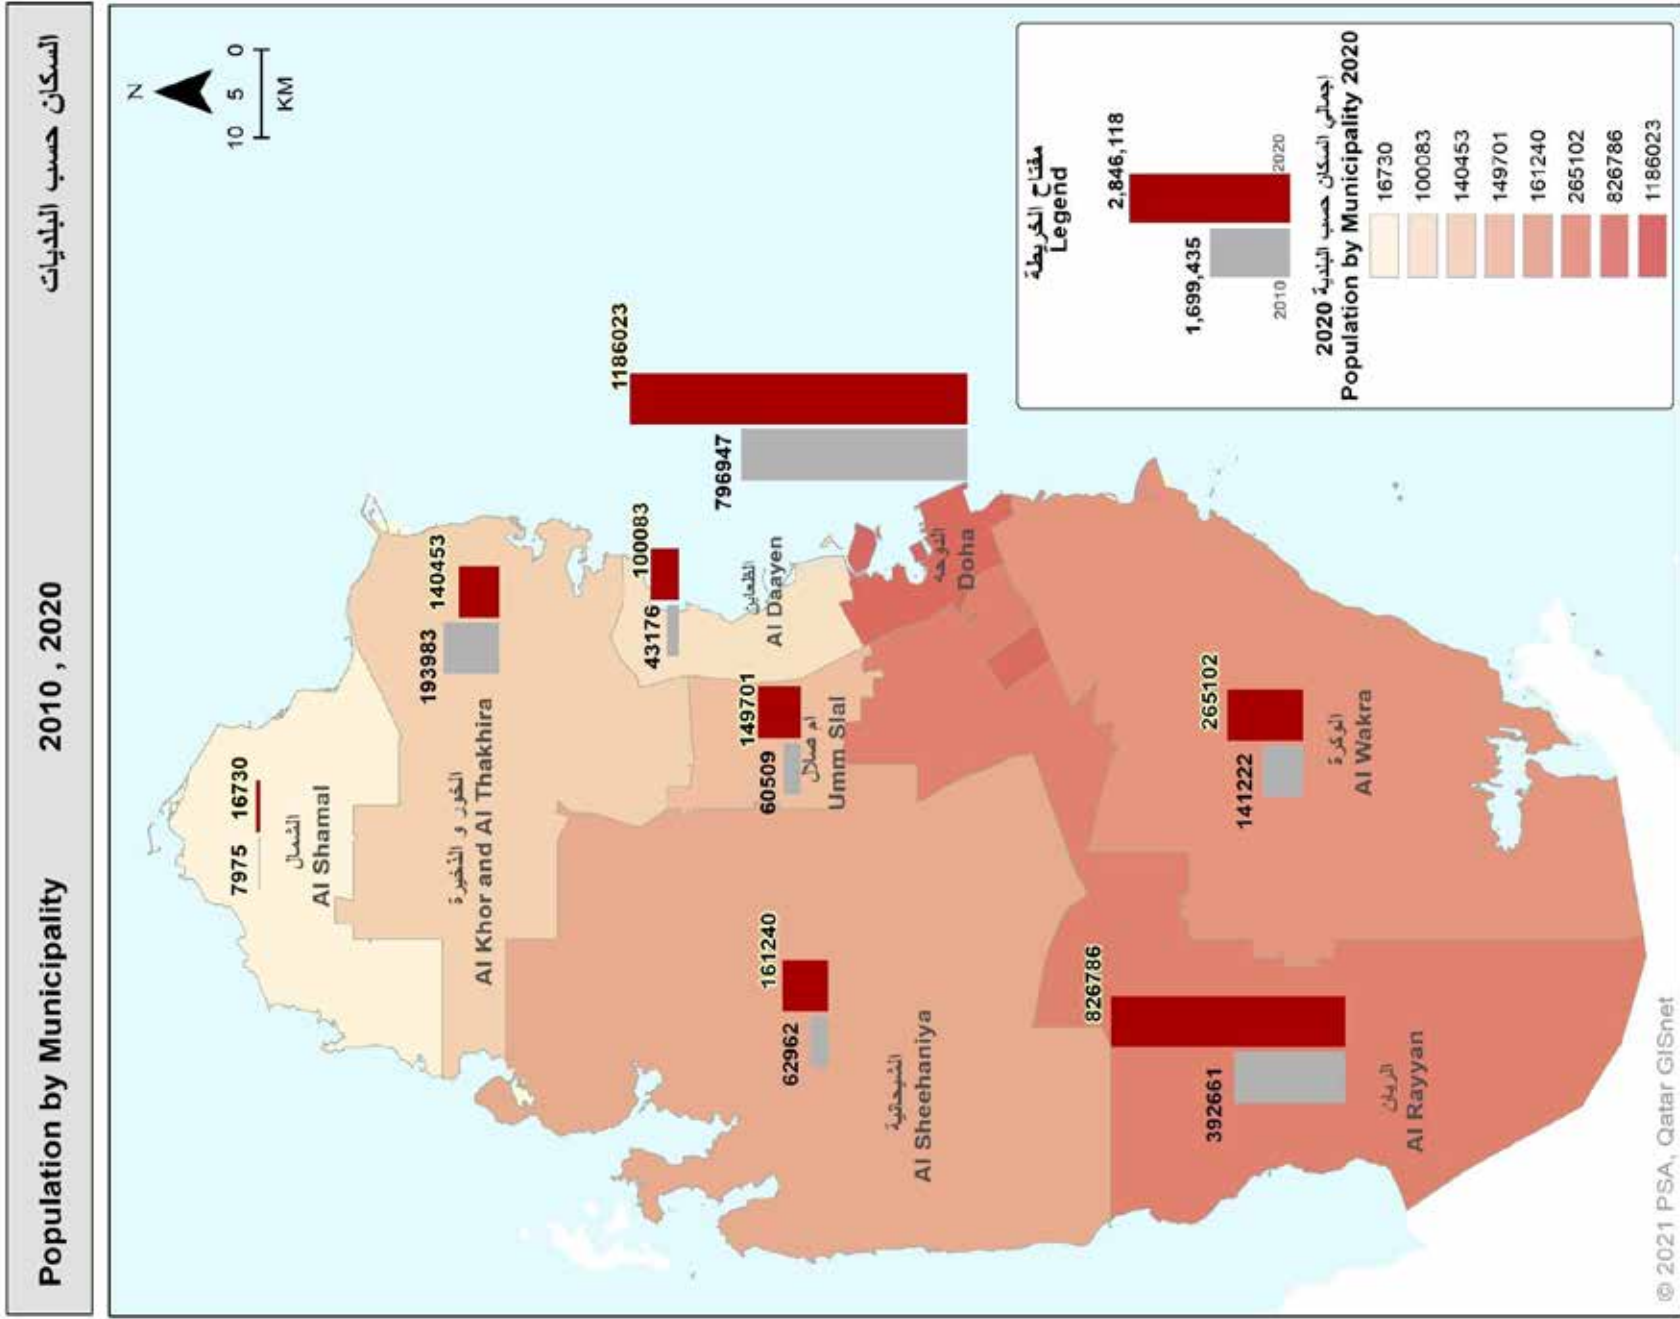 Population by Municipality
2010 , 2020
السكان حسب البلديات
N
10 5 0
KM
7975
16730
الشمال
Al Shamal
193983
140453
الخور و الذخيرة
Al Khor and Al Thakhira
43176
100083
الظعاين
Al Daayen
60509
149701
ام صلال
Umm Slal
796947
1186023
الدوحة
Doha
62962
161240
الشيحانية
Al Sheehaniya
392661
826786
الريان
Al Rayyan
141222
265102
الوكرة
Al Wakra
مفتاح الخريطة
Legend
1,699,435
2,846,118
2010
2020
اجمالي السكان حسب البلدية 2020
Population by Municipality 2020
16730
100083
140453
149701
161240
265102
826786
1186023
© 2021 PSA, Qatar GISnet